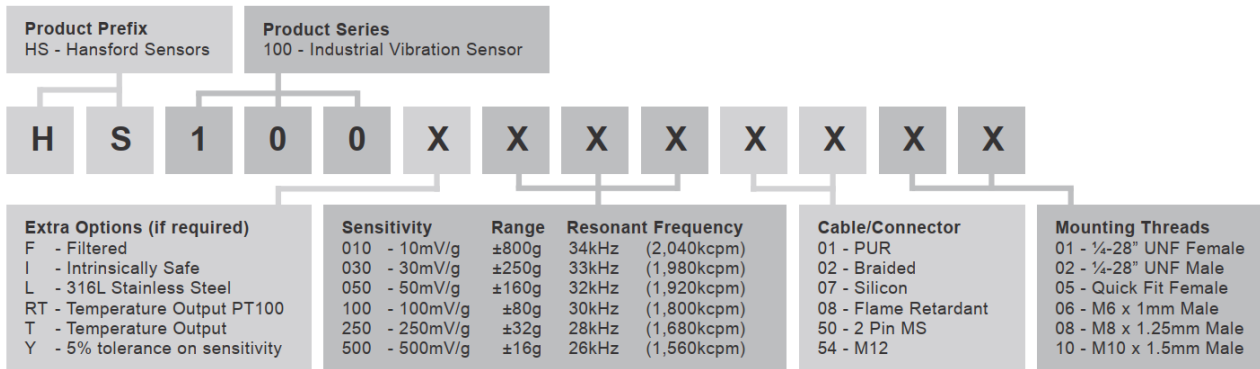 Product Prefix
HS - Hansford Sensors
Product Series
100 - Industrial Vibration Sensor
H S 1 0 0 X X X X X X X X
Extra Options (if required)
F - Filtered
I - Intrinsically Safe
L - 316L Stainless Steel
RT - Temperature Output PT100
T - Temperature Output
Y - 5% tolerance on sensitivity
Sensitivity Range Resonant Frequency
010 - 10mV/g ±800g 34kHz (2,040kcpm)
030 - 30mV/g ±250g 33kHz (1,980kcpm)
050 - 50mV/g ±160g 32kHz (1,920kcpm)
100 - 100mV/g ±80g 30kHz (1,800kcpm)
250 - 250mV/g ±32g 28kHz (1,680kcpm)
500 - 500mV/g ±16g 26kHz (1,560kcpm)
Cable/Connector
01 - PUR
02 - Braided
07 - Silicon
08 - Flame Retardant
50 - 2 Pin MS
54 - M12
Mounting Threads
01 - ¼-28” UNF Female
02 - ¼-28” UNF Male
05 - Quick Fit Female
06 - M6 x 1mm Male
08 - M8 x 1.25mm Male
10 - M10 x 1.5mm Male